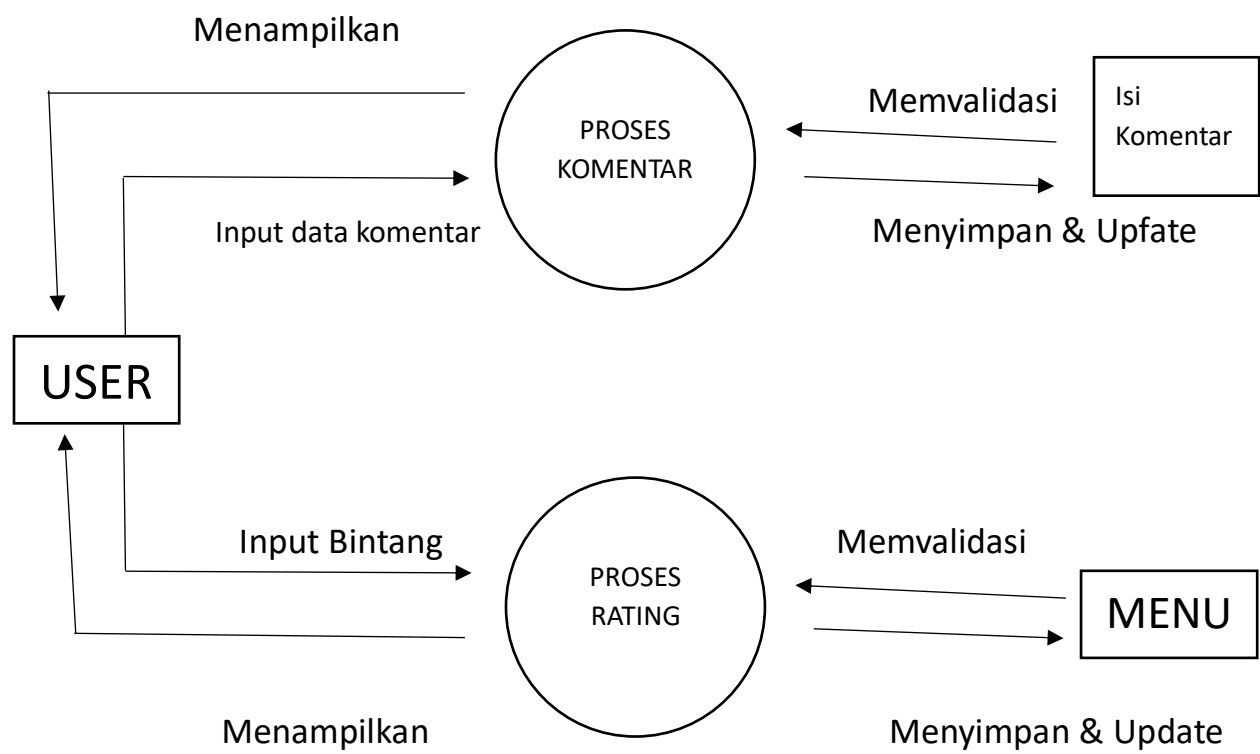 Menampilkan
PROSES
KOMENTAR
Memvalidasi
Isi
Komentar
Input data komentar
Menyimpan & Upfate
USER
Input Bintang
PROSES
RATING
Memvalidasi
MENU
Menampilkan
Menyimpan & Update